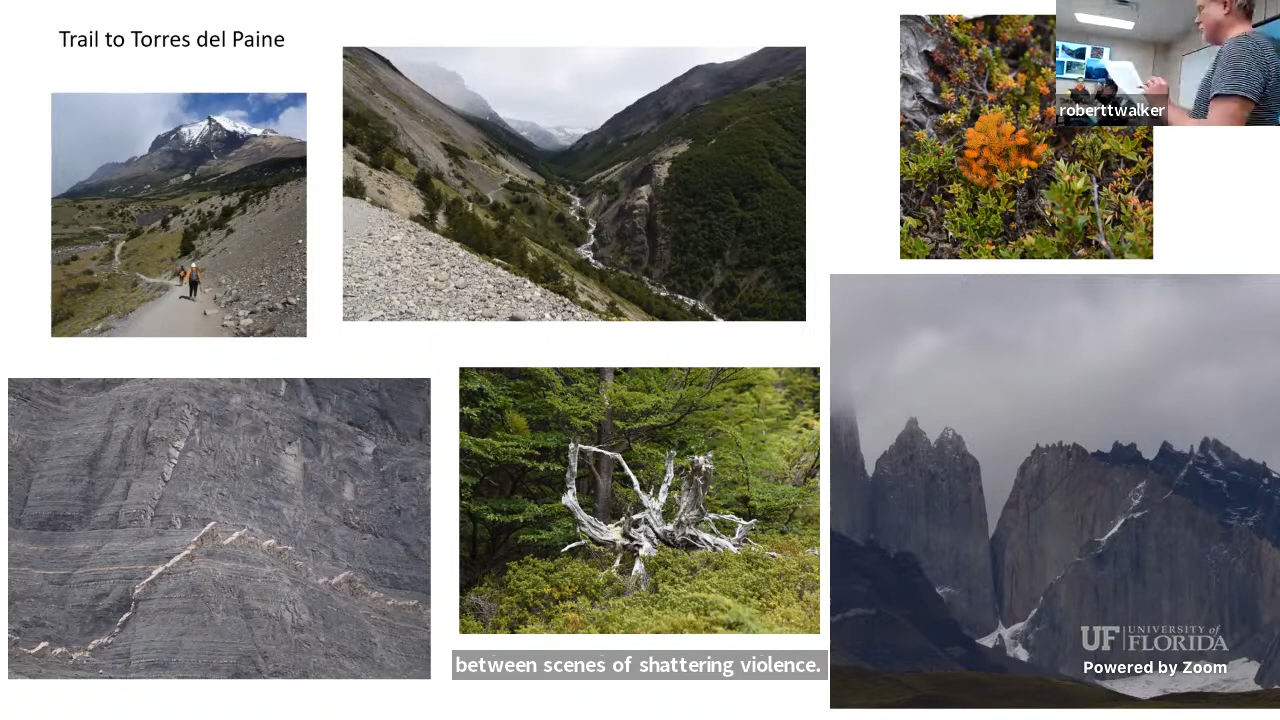 Trail to Torres del Paine
roberttwalker
between scenes of shattering violence.
UF | UNIVERSITY of
FLORIDA
Powered by Zoom